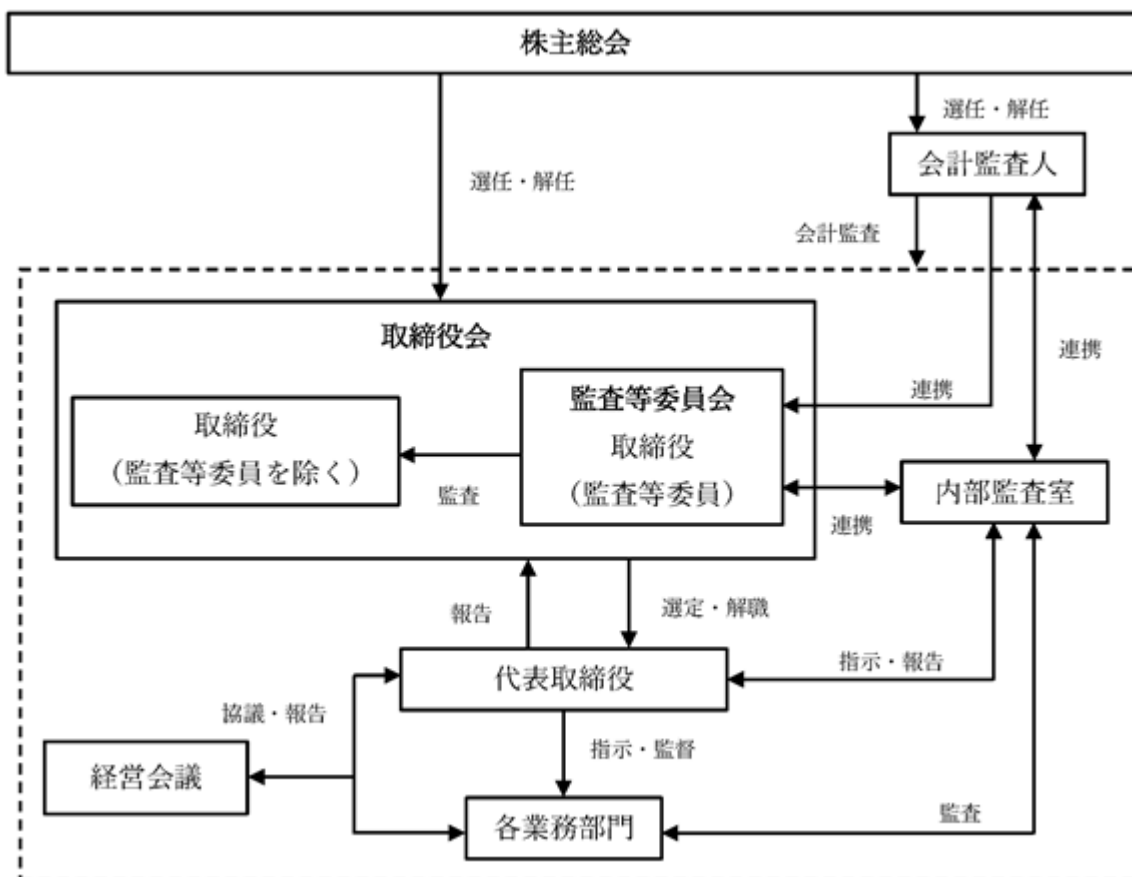 株主総会
選任・解任
会計監査人
選任・解任
会計監査
取締役会
連携
監査等委員会
連携
取締役
(監査等委員を除く)
取締役
(監査等委員)
監査
内部監査室
連携
報告
選定・解職
代表取締役
指示・報告
協議・報告
指示・監督
経営会議
各業務部門
監査